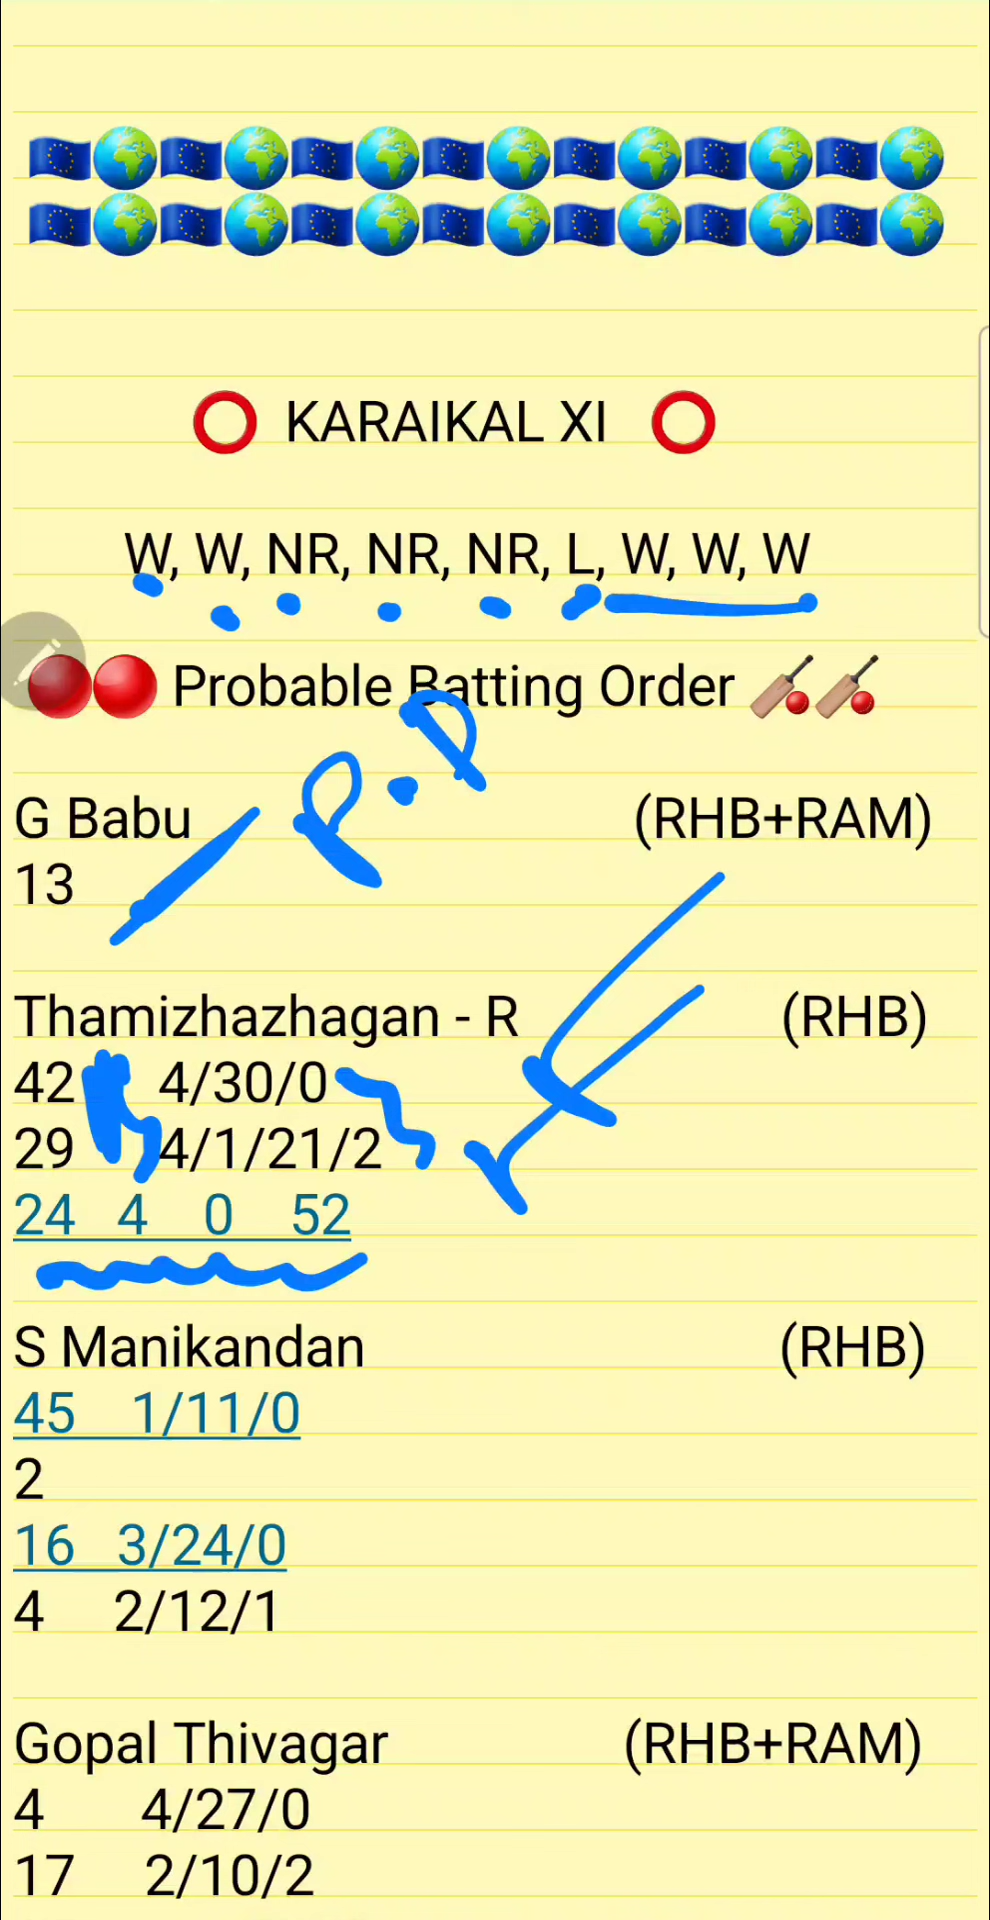 KARAIKAL XI
W, W, NR, NR, NR, L, W, W, W
Probable Batting Order
P.P
G Babu (RHB+RAM)
13
Thamizhazhagan - R (RHB)
42 4/30/0
29 4/1/21/2
24 4 0 52
S Manikandan (RHB)
45 1/11/0
2
16 3/24/0
4 2/12/1
Gopal Thivagar (RHB+RAM)
4 4/27/0
17 2/10/2